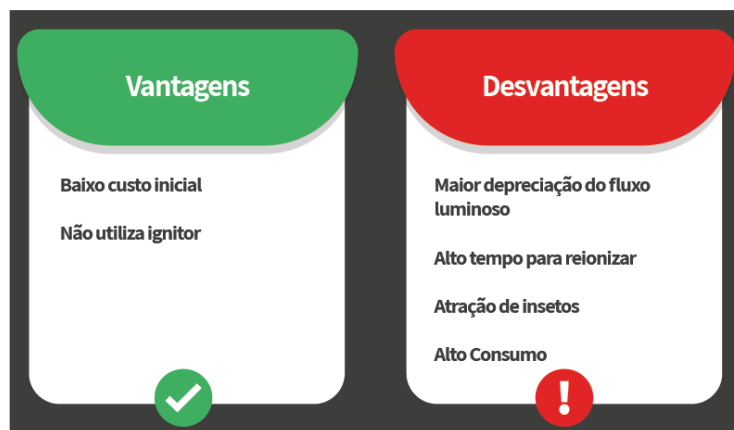 Vantagens
Baixo custo inicial
Não utiliza ignitor
Desvantagens
Maior depreciação do fluxo
luminoso
Alto tempo para reionizar
Atração de insetos
Alto Consumo
!